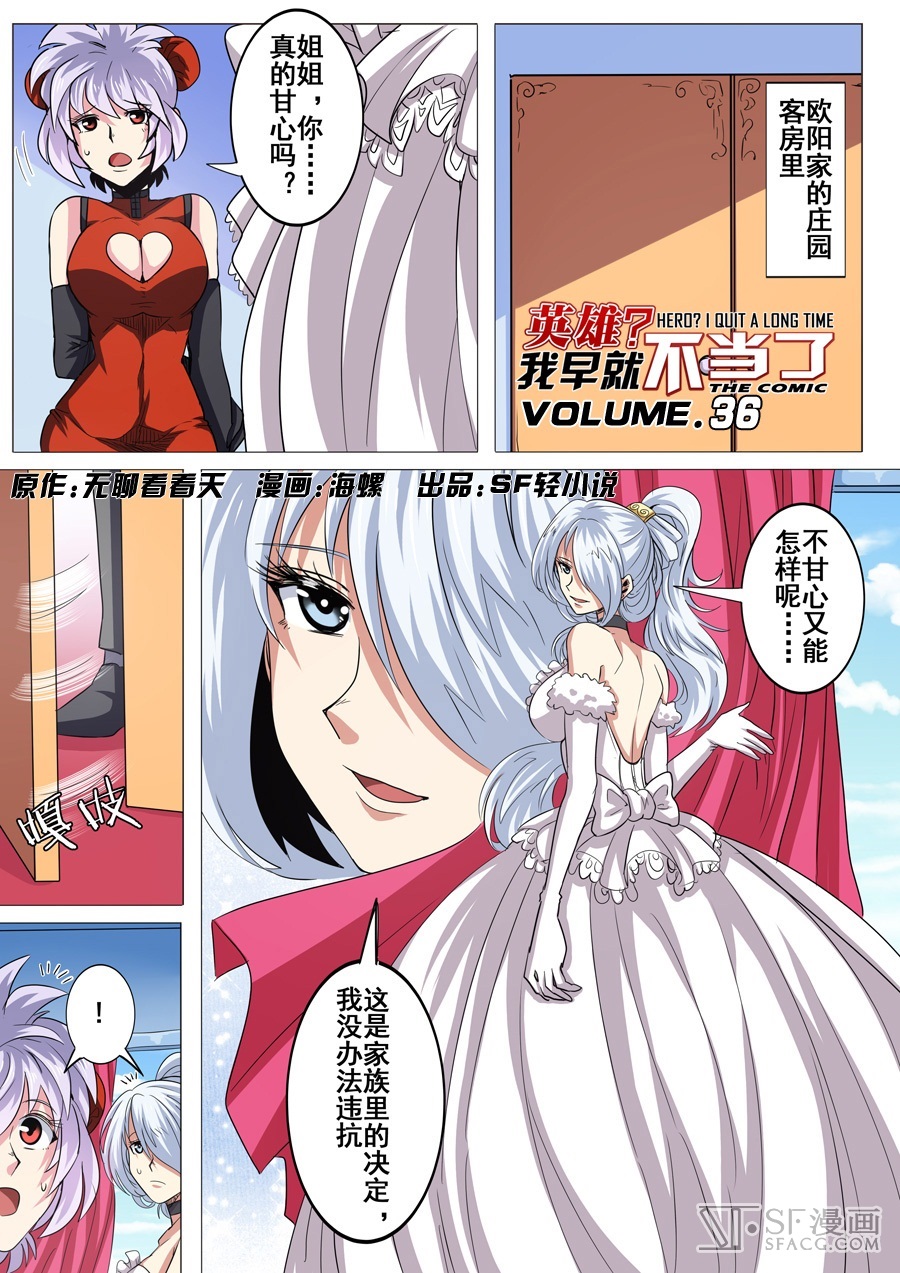 欧阳家的庄园
客房里
英雄?
HERO? I QUIT A LONG TIME
我早就不当了
THE COMIC
VOLUME.36
姐姐，你……
真的甘心吗？
原作:无聊看看天 漫画:海螺 出品:SF轻小说
不甘心又能
怎样呢……
嘎吱
这是家族里的决定，
我没办法违抗
！
SF漫画
SFACG.COM